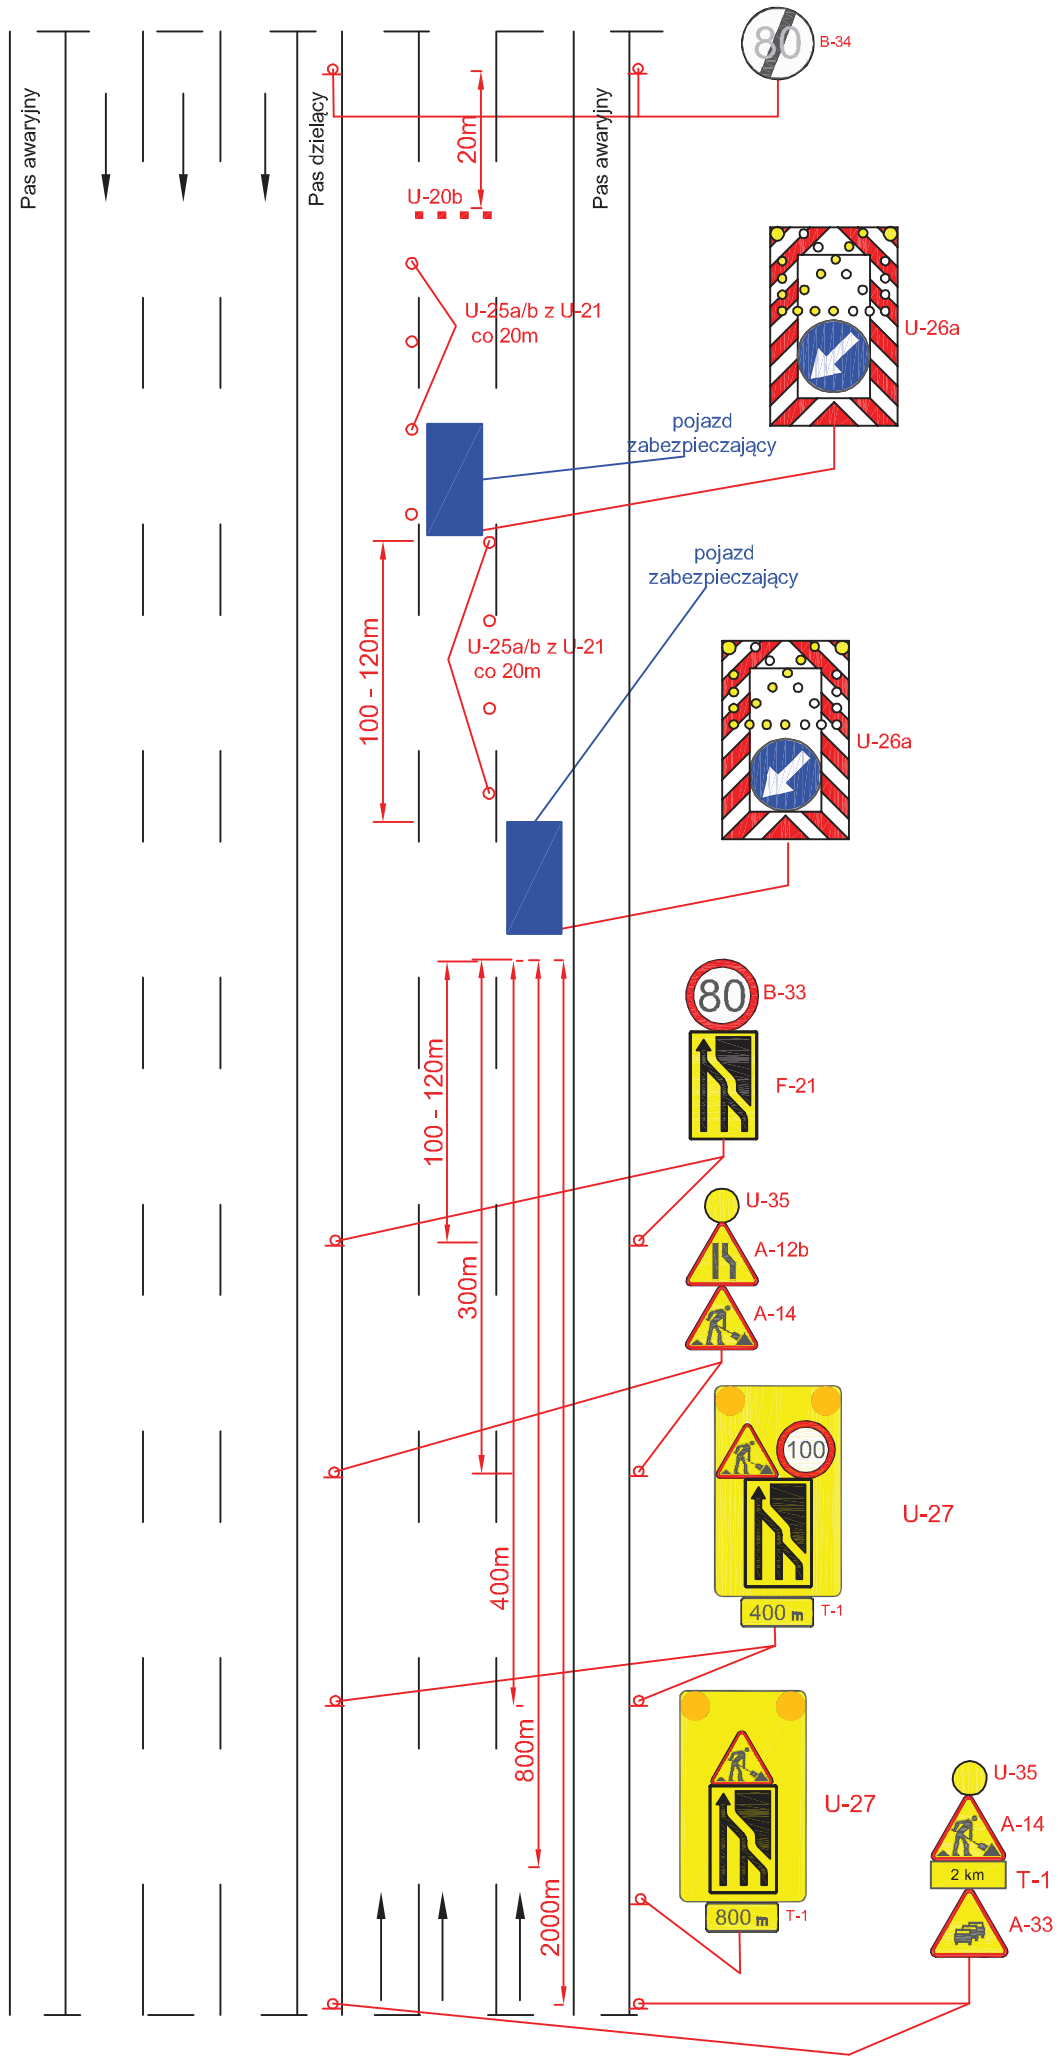 80
B-34
Pas awaryjny
Pas dzielący
Pas awaryjny
20m
U-20b
U-25a/b z U-21
co 20m
U-26a
pojazd
zabezpieczający
pojazd
zabezpieczający
100 - 120m
U-25a/b z U-21
co 20m
U-26a
80
B-33
F-21
100 - 120m
U-35
A-12b
300m
A-14
100
U-27
400m
400 m
T-1
800m
U-27
U-35
A-14
2 km
T-1
800 m
T-1
2000m
A-33